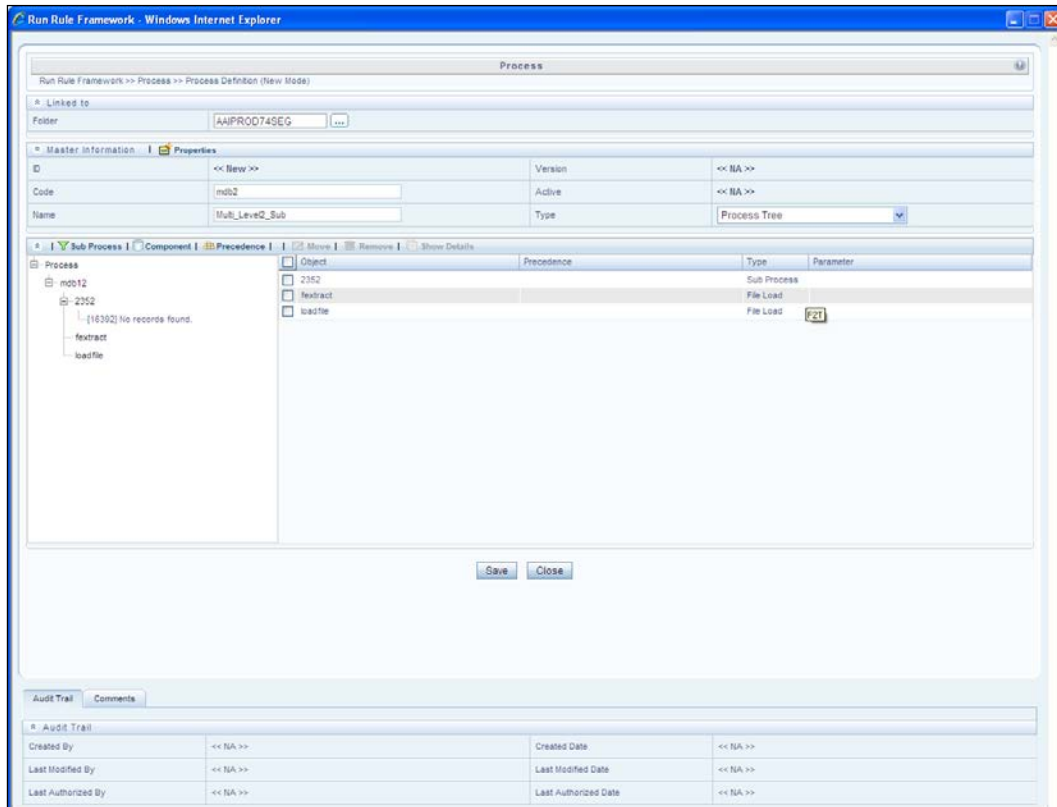 Run Rule Framework - Windows Internet Explorer
Process
Run Rule Framework >> Process >> Process Definition (New Mode)
Linked to
Folder AAIPROD74SEG ...
Master Information | Properties
ID << New >> Version << NA >>
Code mdb2 Active << NA >>
Name Multi_Level2_Sub Type Process Tree
| Sub Process | Component | Precedence | | Move | Remove | Show Details
Process
mdb12
2352
[16302] No records found.
fextract
loadfile
Object Precedence Type Parameter
2352 Sub Process
fextract File Load
loadfile File Load F2T
Save Close
Audit Trail Comments
Audit Trail
Created By << NA >> Created Date << NA >>
Last Modified By << NA >> Last Modified Date << NA >>
Last Authorized By << NA >> Last Authorized Date << NA >>